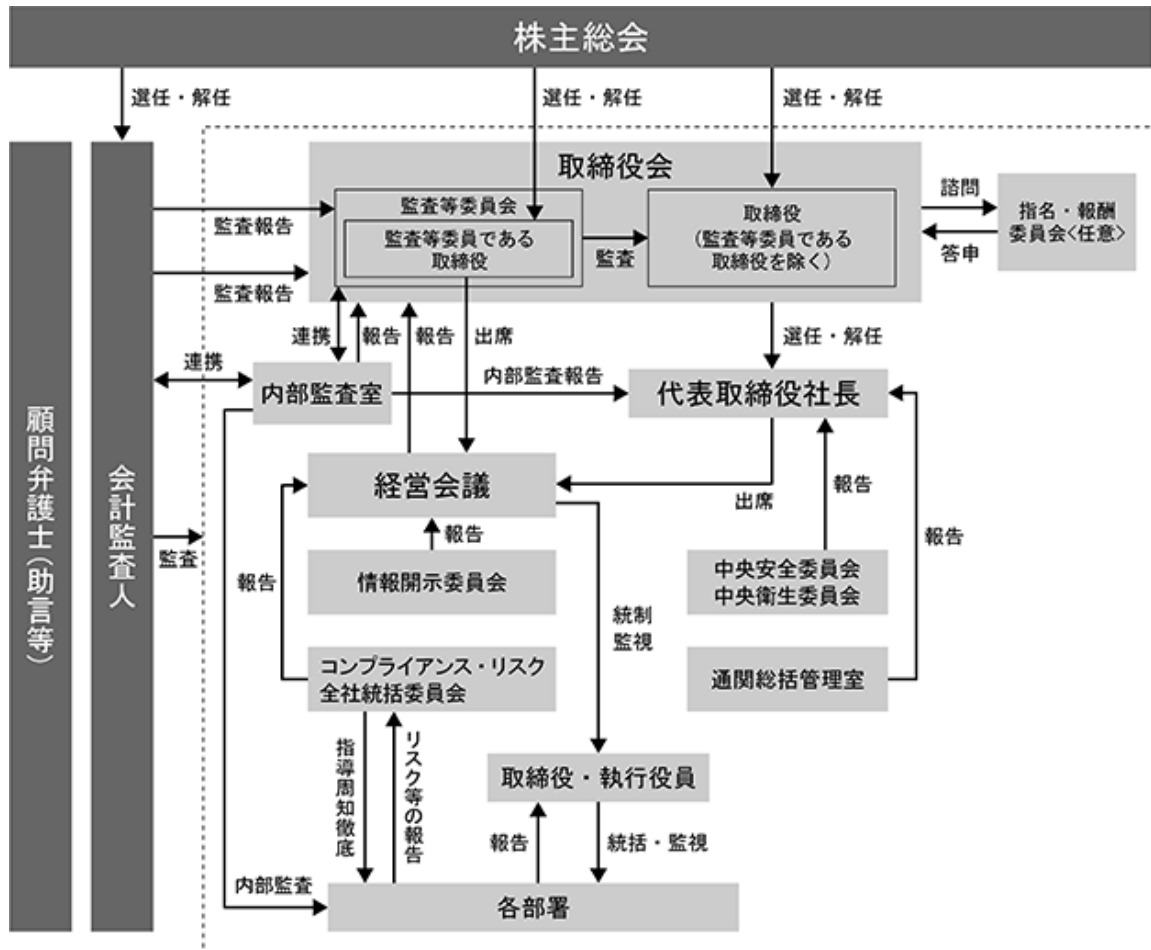 株主総会
選任・解任
選任・解任
選任・解任
顧問弁護士(助言等)
会計監査人
取締役会
監査等委員会
監査等委員である
取締役
監査
取締役
(監査等委員である
取締役を除く)
諮問
答申
指名・報酬
委員会<任意>
監査報告
監査報告
連携
連携
報告
報告
出席
選任・解任
内部監査室
内部監査報告
代表取締役社長
経営会議
出席
報告
報告
報告
情報開示委員会
中央安全委員会
中央衛生委員会
監査
報告
統制
監視
コンプライアンス・リスク
全社統括委員会
通関総括管理室
指導周知徹底
リスク等の報告
取締役・執行役員
報告
統括・監視
内部監査
各部署